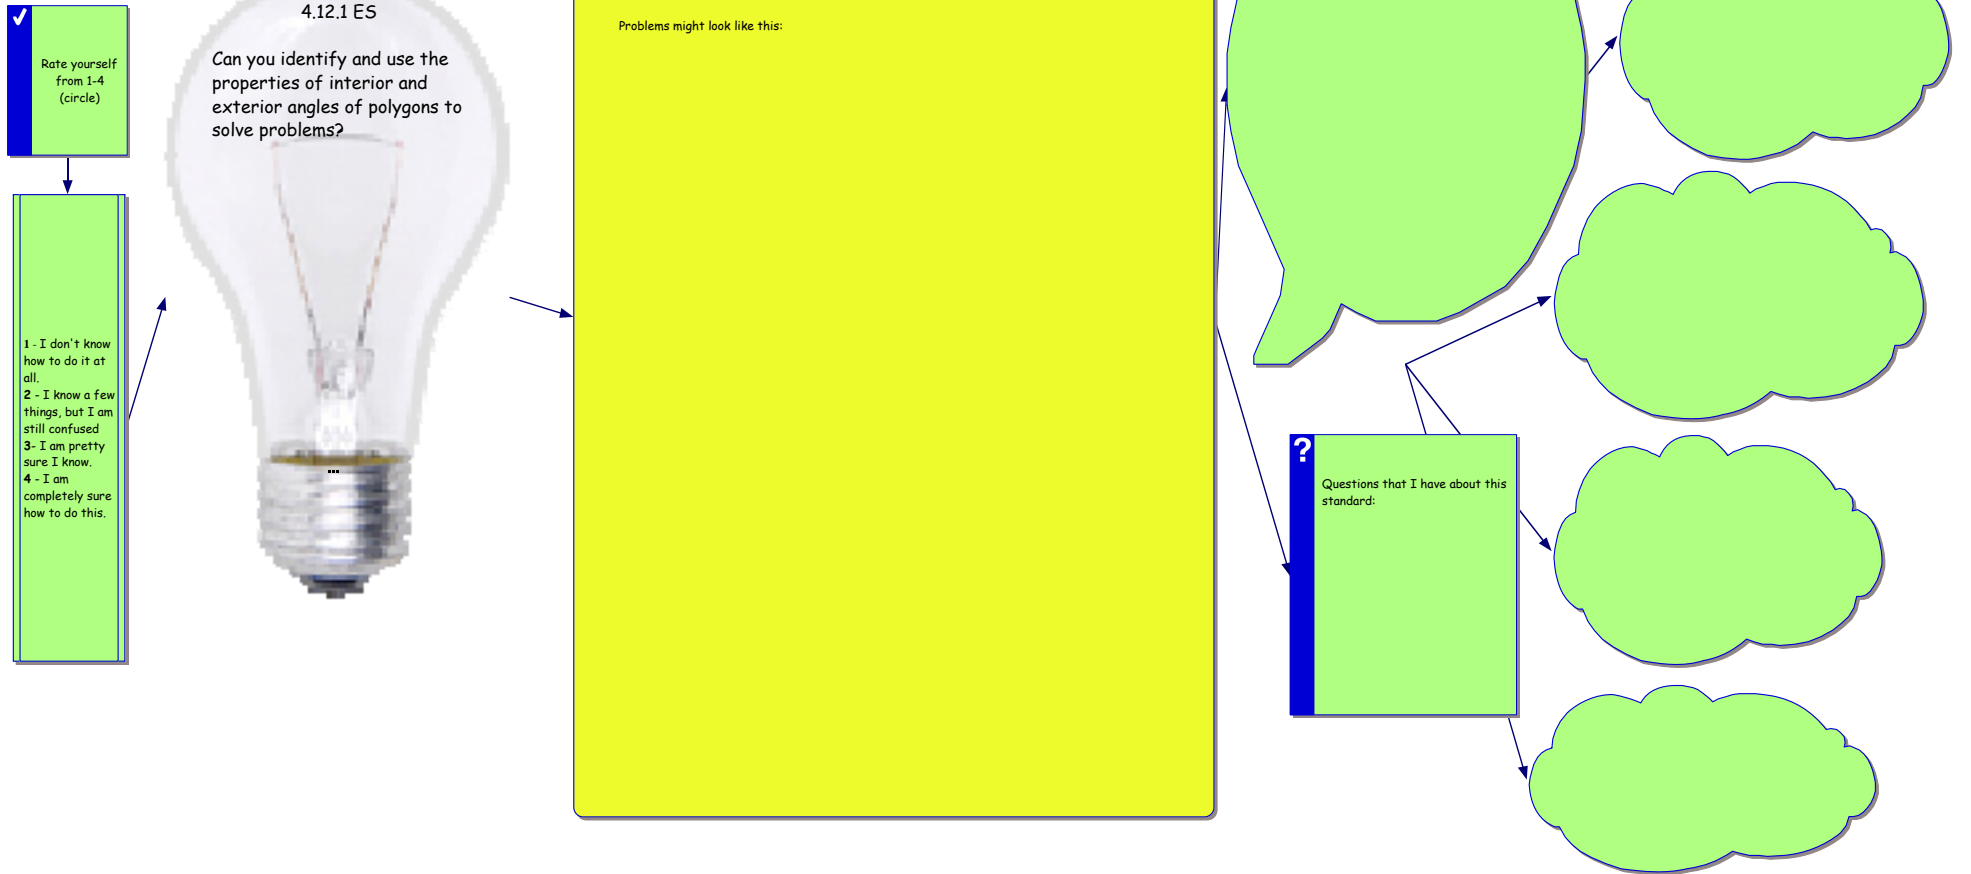 ✓
Rate yourself
from 1-4
(circle)
1 - I don't know
how to do it at
all.
2 - I know a few
things, but I am
still confused
3- I am pretty
sure I know.
4 - I am
completely sure
how to do this.
4.12.1 ES
Can you identify and use the
properties of interior and
exterior angles of polygons to
solve problems?
...
Problems might look like this:
?
Questions that I have about this
standard: